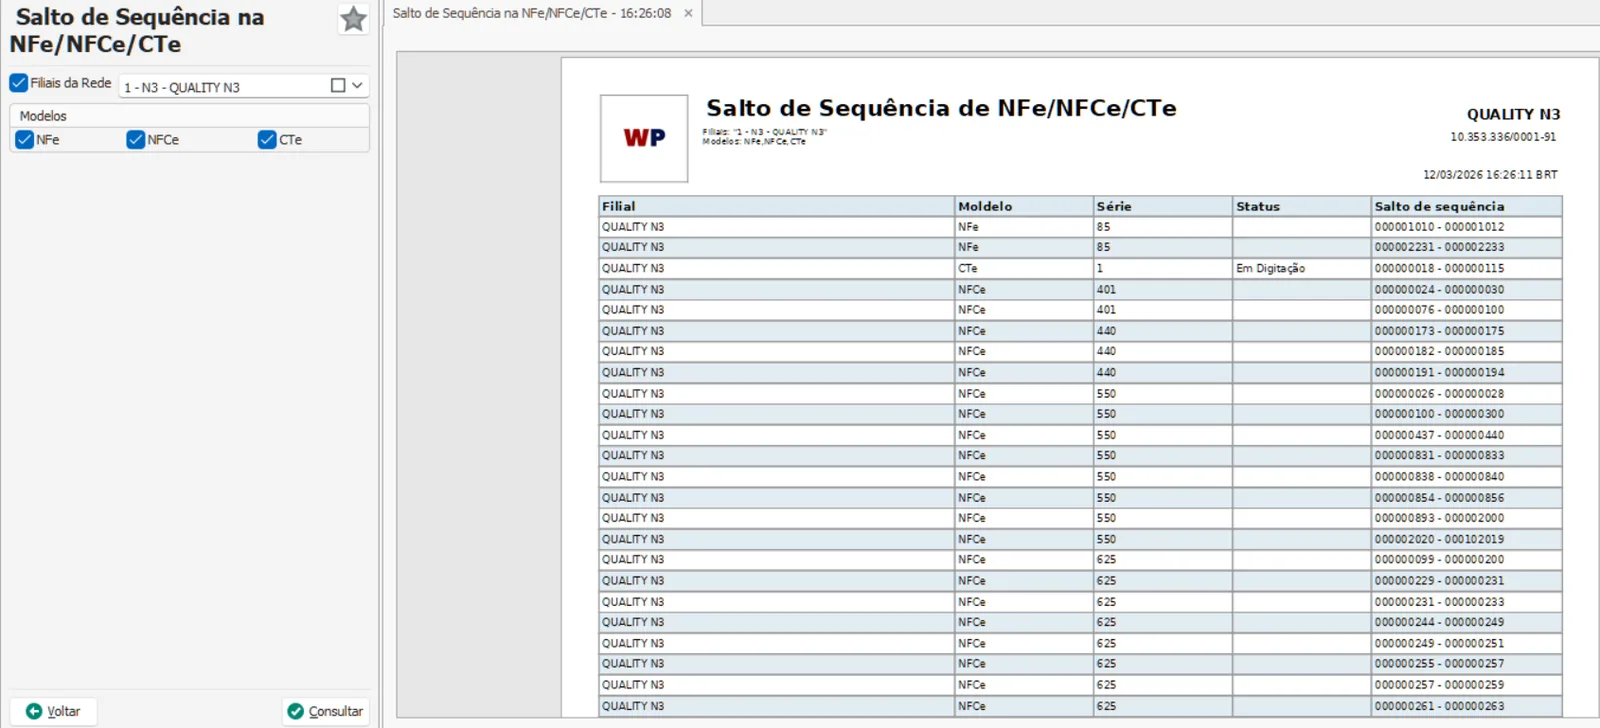 Salto de Sequência na
NFe/NFCe/CTe
Filiais da Rede 1 - N3 - QUALITY N3
Modelos
NFe NFCe CTe
Voltar Consultar
Salto de Sequência na NFe/NFCe/CTe - 16:26:08
WP
Salto de Sequência de NFe/NFCe/CTe
Filiais: "1 - N3 - QUALITY N3"
Modelos: NFe,NFCe,CTe
QUALITY N3
10.353.336/0001-91
12/03/2026 16:26:11 BRT
Filial Moldelo Série Status Salto de sequência
QUALITY N3 NFe 85 000001010 - 000001012
QUALITY N3 NFe 85 000002231 - 000002233
QUALITY N3 CTe 1 Em Digitação 000000018 - 000000115
QUALITY N3 NFCe 401 000000024 - 000000030
QUALITY N3 NFCe 401 000000076 - 000000100
QUALITY N3 NFCe 440 000000173 - 000000175
QUALITY N3 NFCe 440 000000182 - 000000185
QUALITY N3 NFCe 440 000000191 - 000000194
QUALITY N3 NFCe 550 000000026 - 000000028
QUALITY N3 NFCe 550 000000100 - 000000300
QUALITY N3 NFCe 550 000000437 - 000000440
QUALITY N3 NFCe 550 000000831 - 000000833
QUALITY N3 NFCe 550 000000838 - 000000840
QUALITY N3 NFCe 550 000000854 - 000000856
QUALITY N3 NFCe 550 000000893 - 000002000
QUALITY N3 NFCe 550 000002020 - 000102019
QUALITY N3 NFCe 625 000000099 - 000000200
QUALITY N3 NFCe 625 000000229 - 000000231
QUALITY N3 NFCe 625 000000231 - 000000233
QUALITY N3 NFCe 625 000000244 - 000000249
QUALITY N3 NFCe 625 000000249 - 000000251
QUALITY N3 NFCe 625 000000255 - 000000257
QUALITY N3 NFCe 625 000000257 - 000000259
QUALITY N3 NFCe 625 000000261 - 000000263